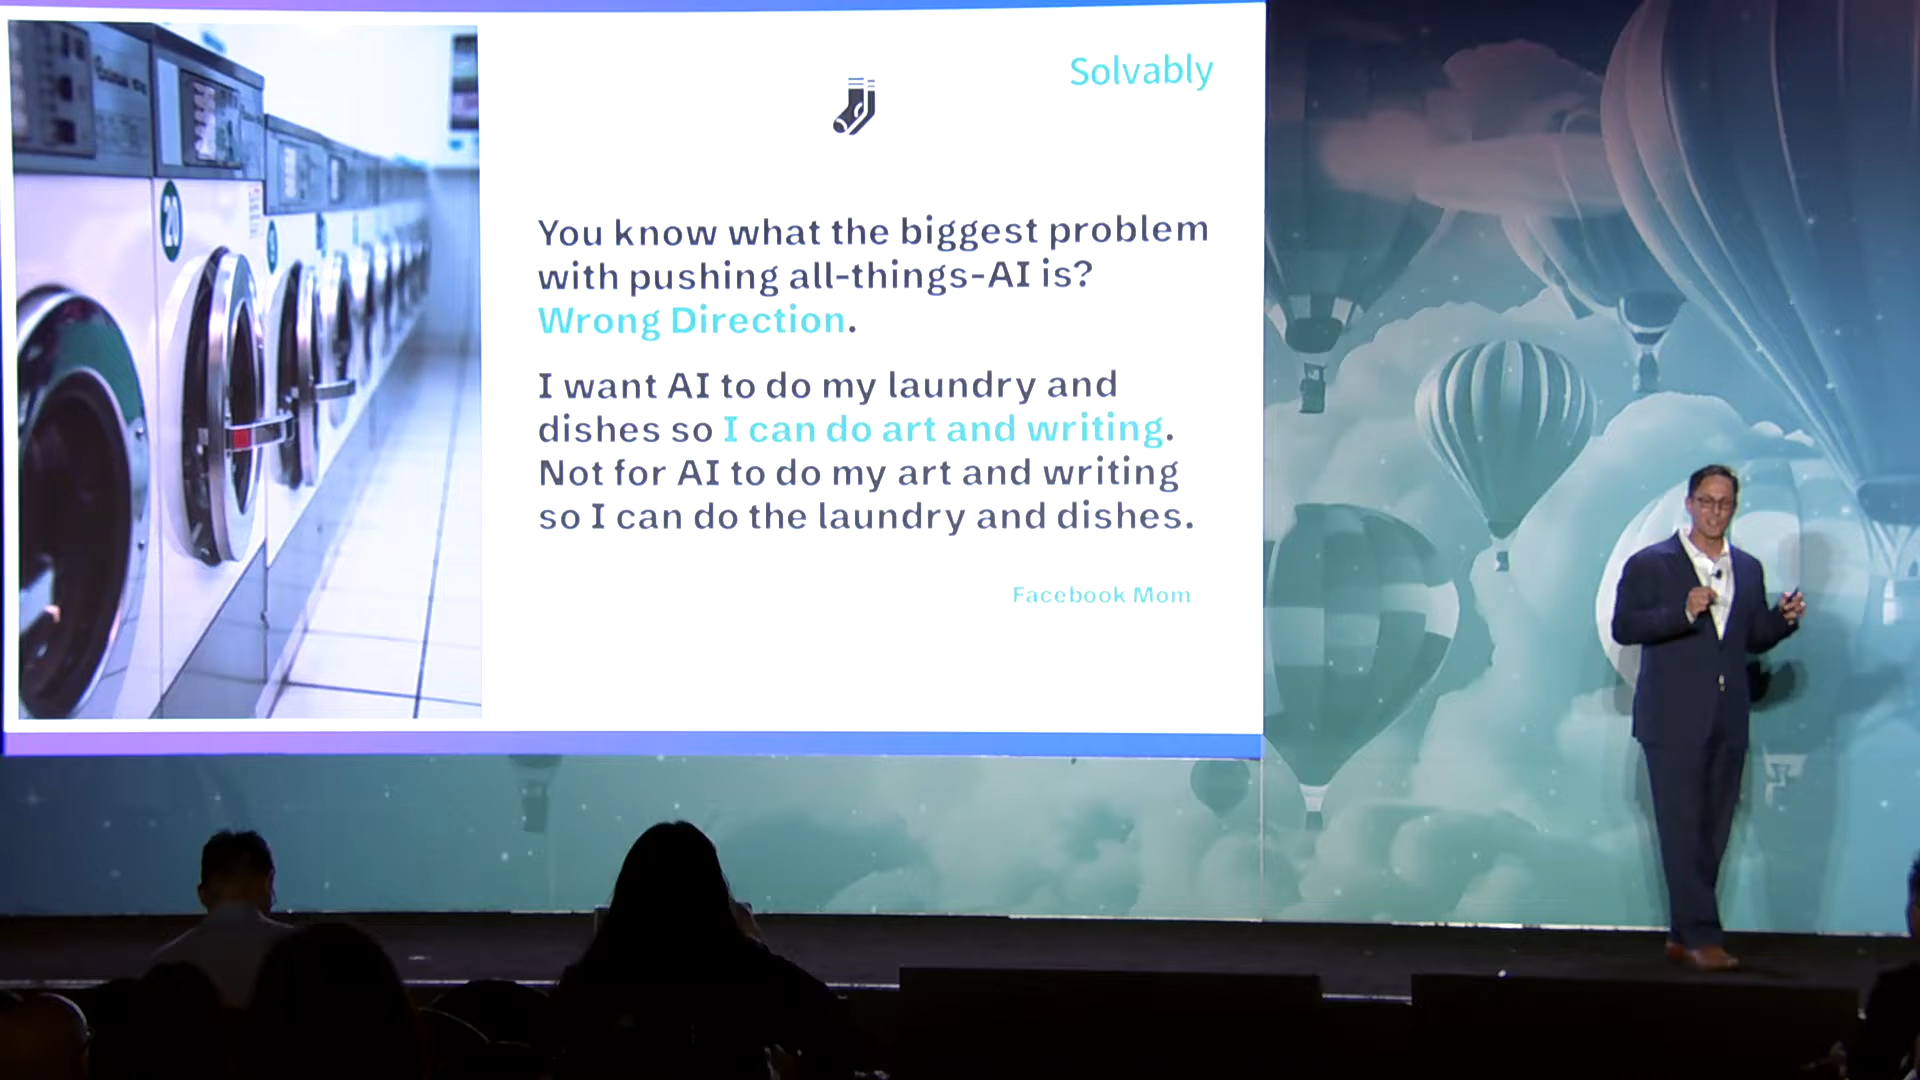 Solvably
You know what the biggest problem
with pushing all-things-AI is?
Wrong Direction.
I want AI to do my laundry and
dishes so I can do art and writing.
Not for AI to do my art and writing
so I can do the laundry and dishes.
Facebook Mom
20